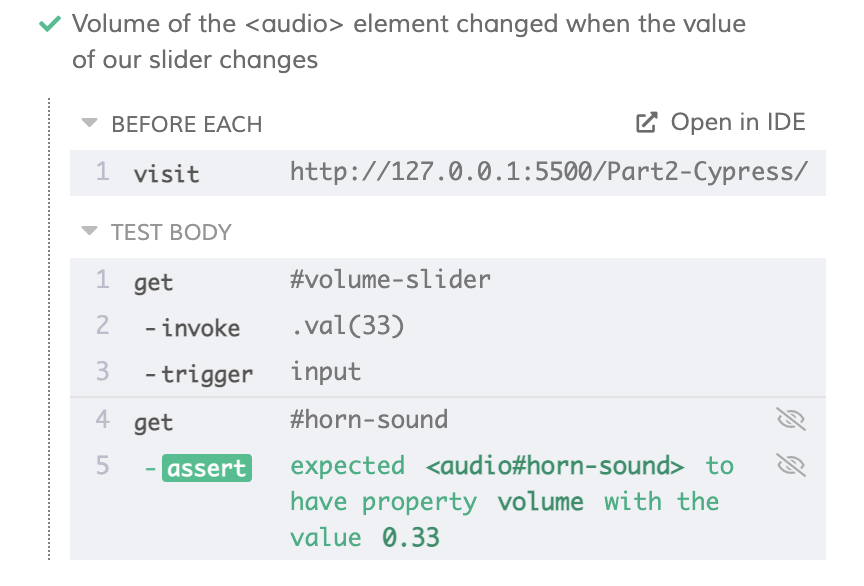 Volume of the <audio> element changed when the value
of our slider changes
BEFORE EACH Open in IDE
1 visit http://127.0.0.1:5500/Part2-Cypress/
TEST BODY
1 get #volume-slider
2 -invoke .val(33)
3 -trigger input
4 get #horn-sound
5 -assert expected <audio#horn-sound> to
have property volume with the
value 0.33